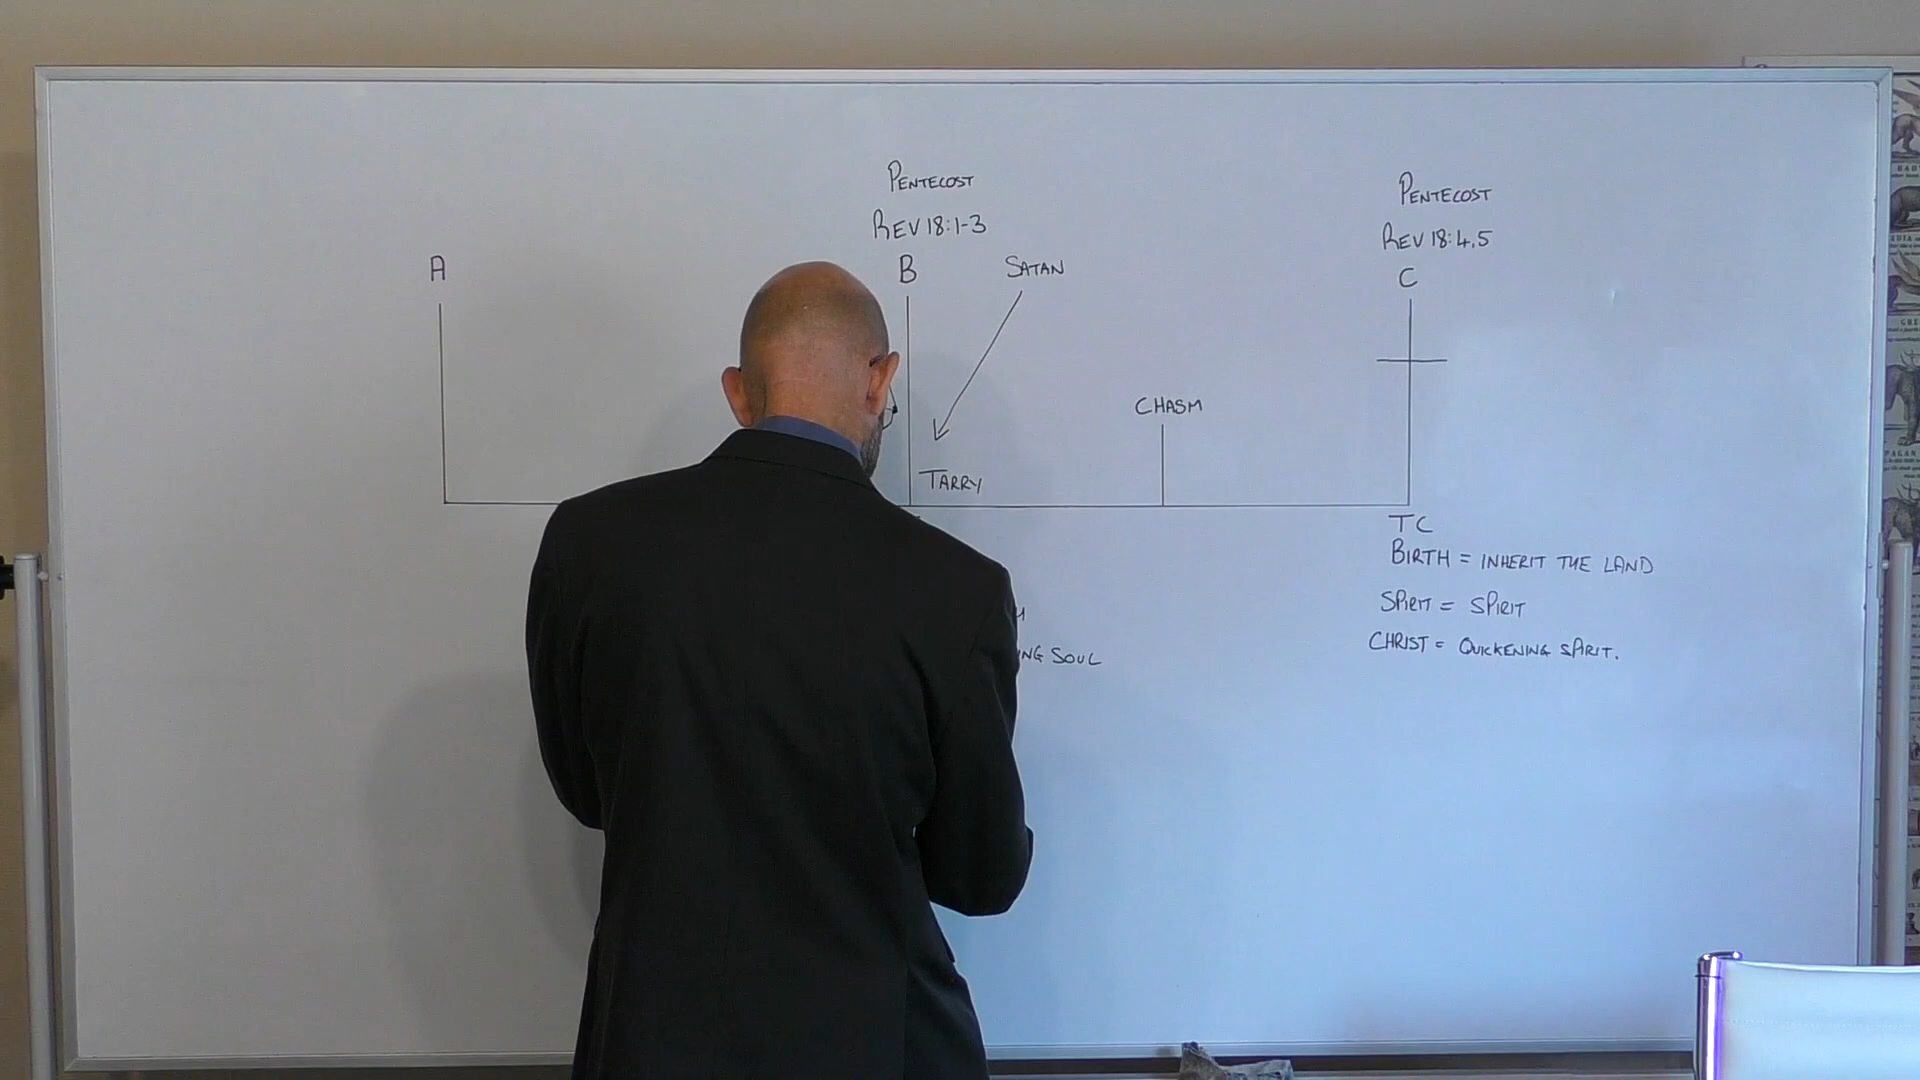 PENTECOST
REV 18:1-3
PENTECOST
REV 18:4,5
A
B
SATAN
C
CHASM
TARRY
TC
BIRTH = INHERIT THE LAND
SPIRIT = SPIRIT
CHRIST = QUICKENING SPIRIT.
SOUL